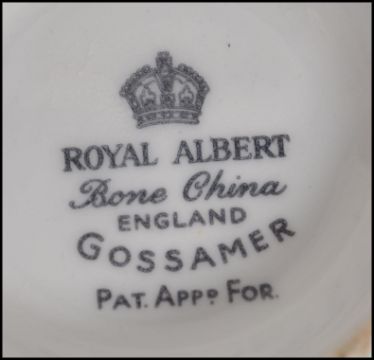 ROYAL ALBERT
Bone China
ENGLAND
GOSSAMER
PAT. APPD FOR.